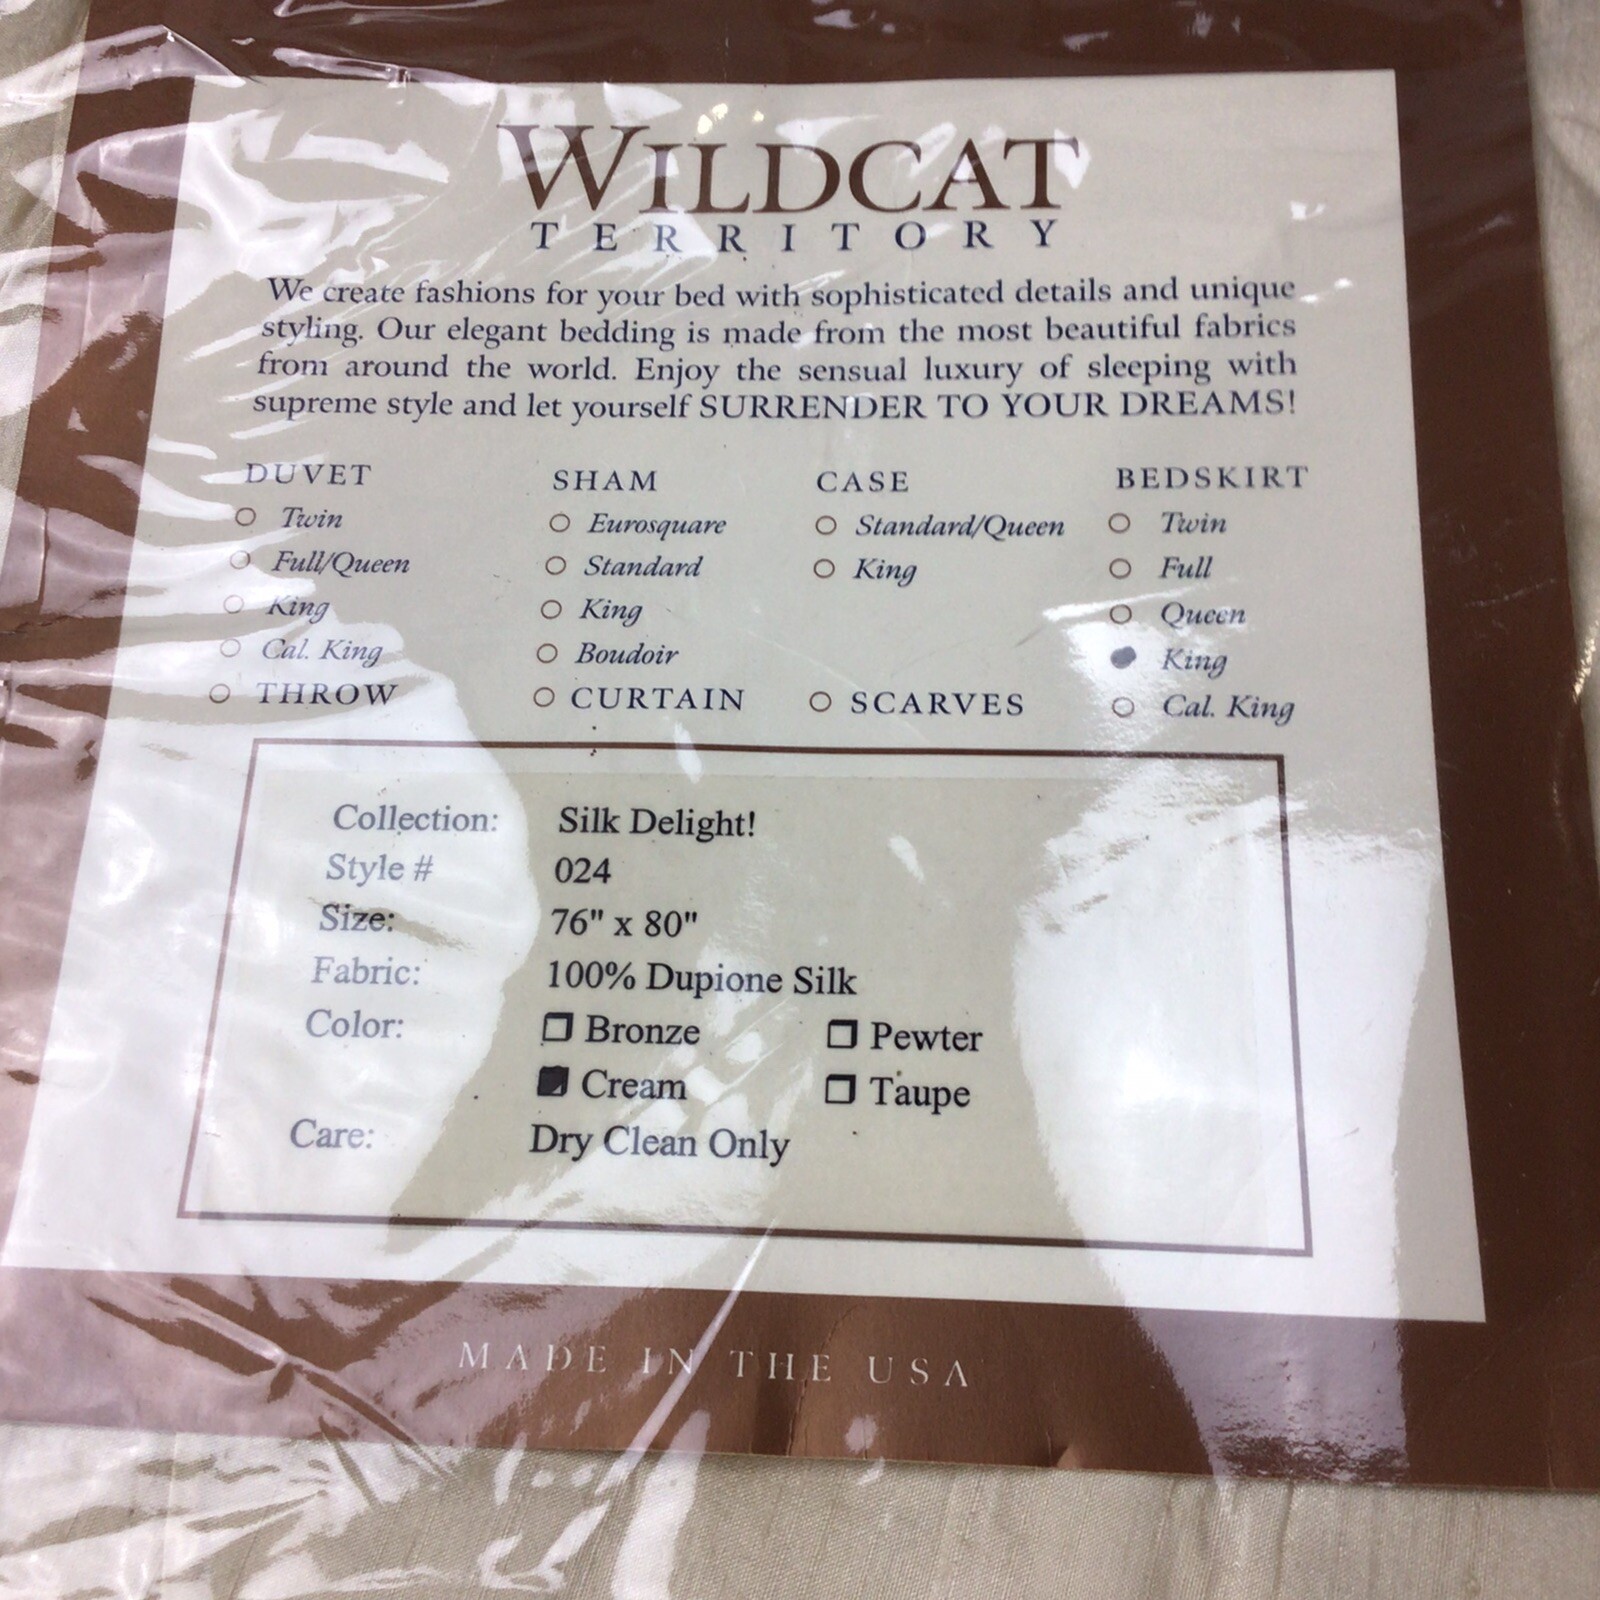 WILDCAT
TERRITORY
We create fashions for your bed with sophisticated details and unique
styling. Our elegant bedding is made from the most beautiful fabrics
from around the world. Enjoy the sensual luxury of sleeping with
supreme style and let yourself SURRENDER TO YOUR DREAMS!
DUVET
Twin
Full/Queen
King
Cal. King
THROW
SHAM
Eurosquare
Standard
King
Boudoir
CURTAIN
CASE
Standard/Queen
King
SCARVES
BEDSKIRT
Twin
Full
Queen
King
Cal. King
Collection: Silk Delight!
Style # 024
Size: 76" x 80"
Fabric: 100% Dupione Silk
Color: Bronze Pewter
Cream Taupe
Care: Dry Clean Only
MADE IN THE USA